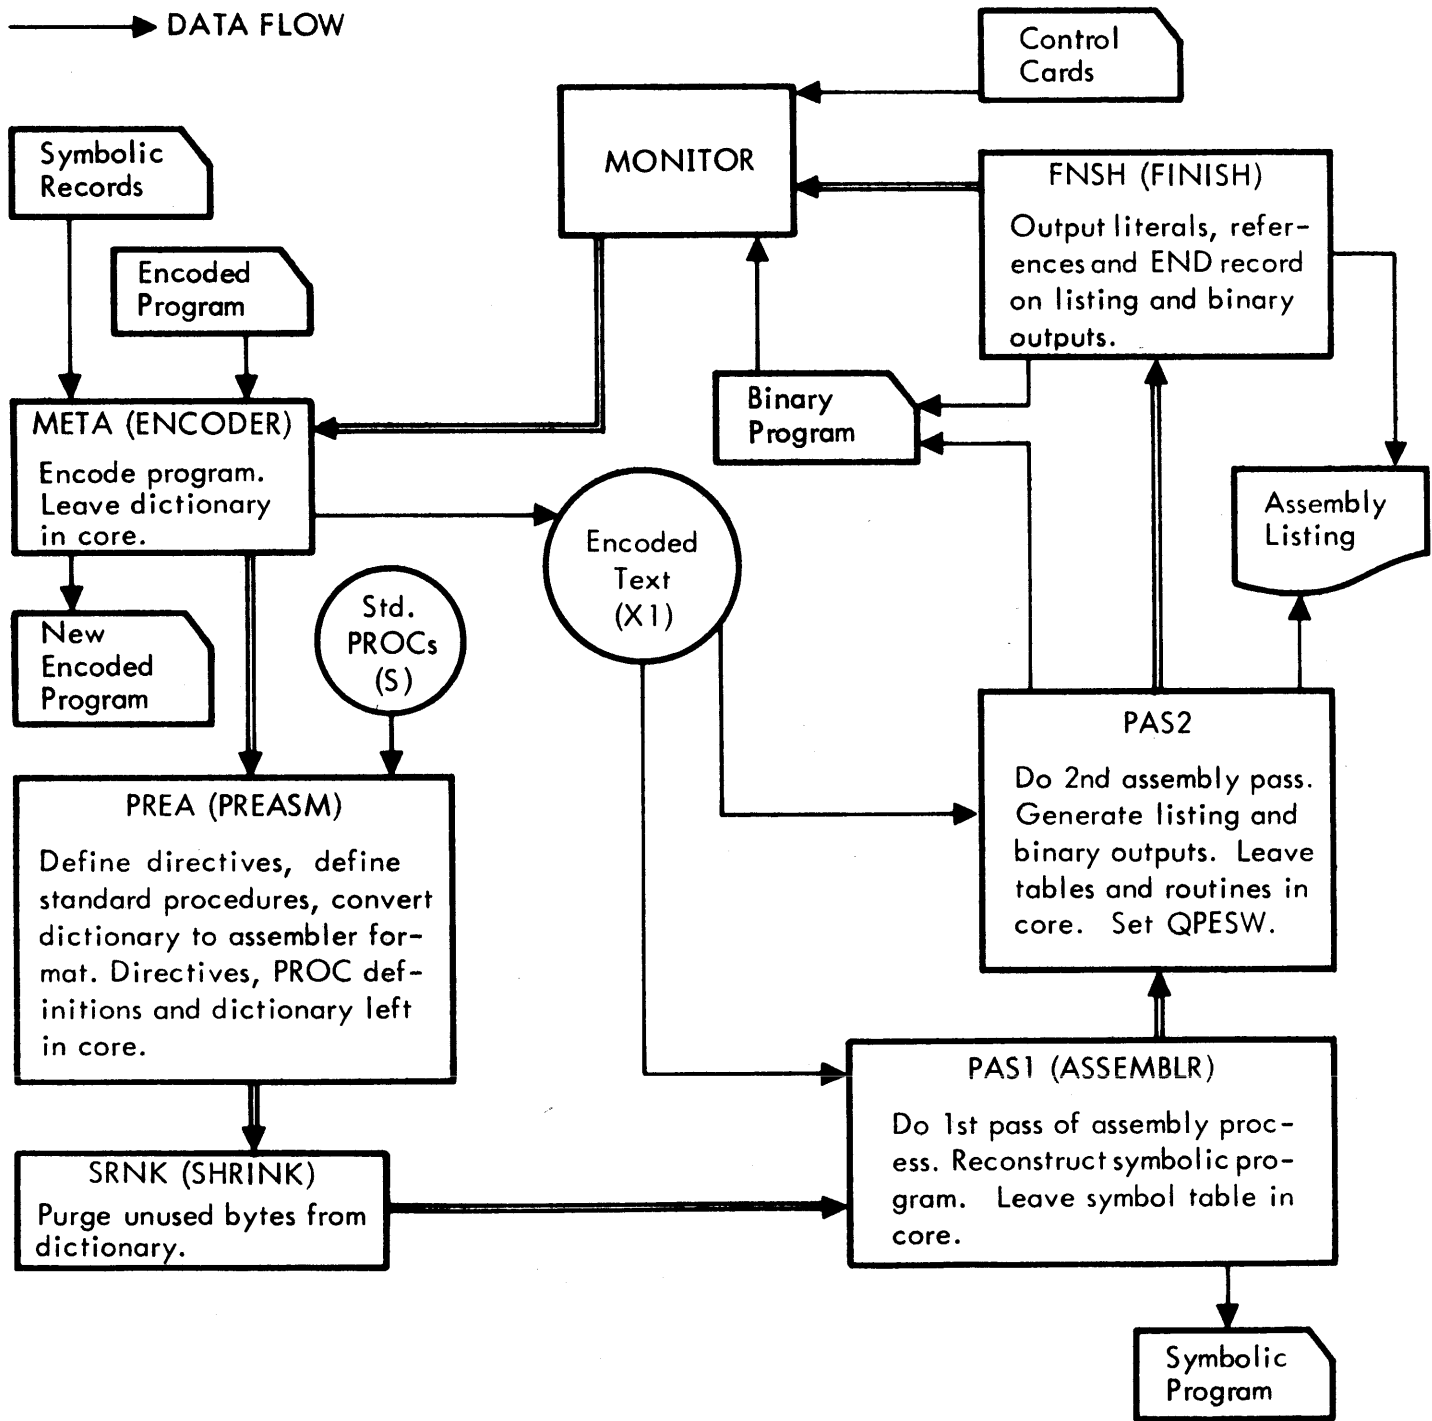 DATA FLOW
Control
Cards
Symbolic
Records
MONITOR
FNSH (FINISH)
Output literals, refer-
ences and END record
on listing and binary
outputs.
Encoded
Program
Binary
Program
META (ENCODER)
Encode program.
Leave dictionary
in core.
Encoded
Text
(X1)
Assembly
Listing
New
Encoded
Program
Std.
PROCs
(S)
PREA (PREASM)
Define directives, define
standard procedures, convert
dictionary to assembler for-
mat. Directives, PROC def-
initions and dictionary left
in core.
PAS2
Do 2nd assembly pass.
Generate listing and
binary outputs. Leave
tables and routines in
core. Set QPESW.
SRNK (SHRINK)
Purge unused bytes from
dictionary.
PAS1 (ASSEMBLR)
Do 1st pass of assembly proc-
ess. Reconstruct symbolic pro-
gram. Leave symbol table in
core.
Symbolic
Program